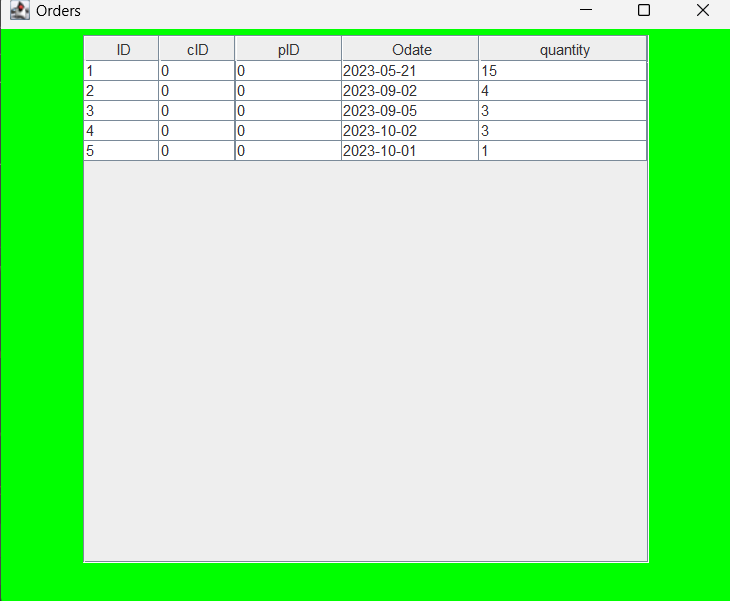 Orders
ID cID pID Odate quantity
1 0 0 2023-05-21 15
2 0 0 2023-09-02 4
3 0 0 2023-09-05 3
4 0 0 2023-10-02 3
5 0 0 2023-10-01 1